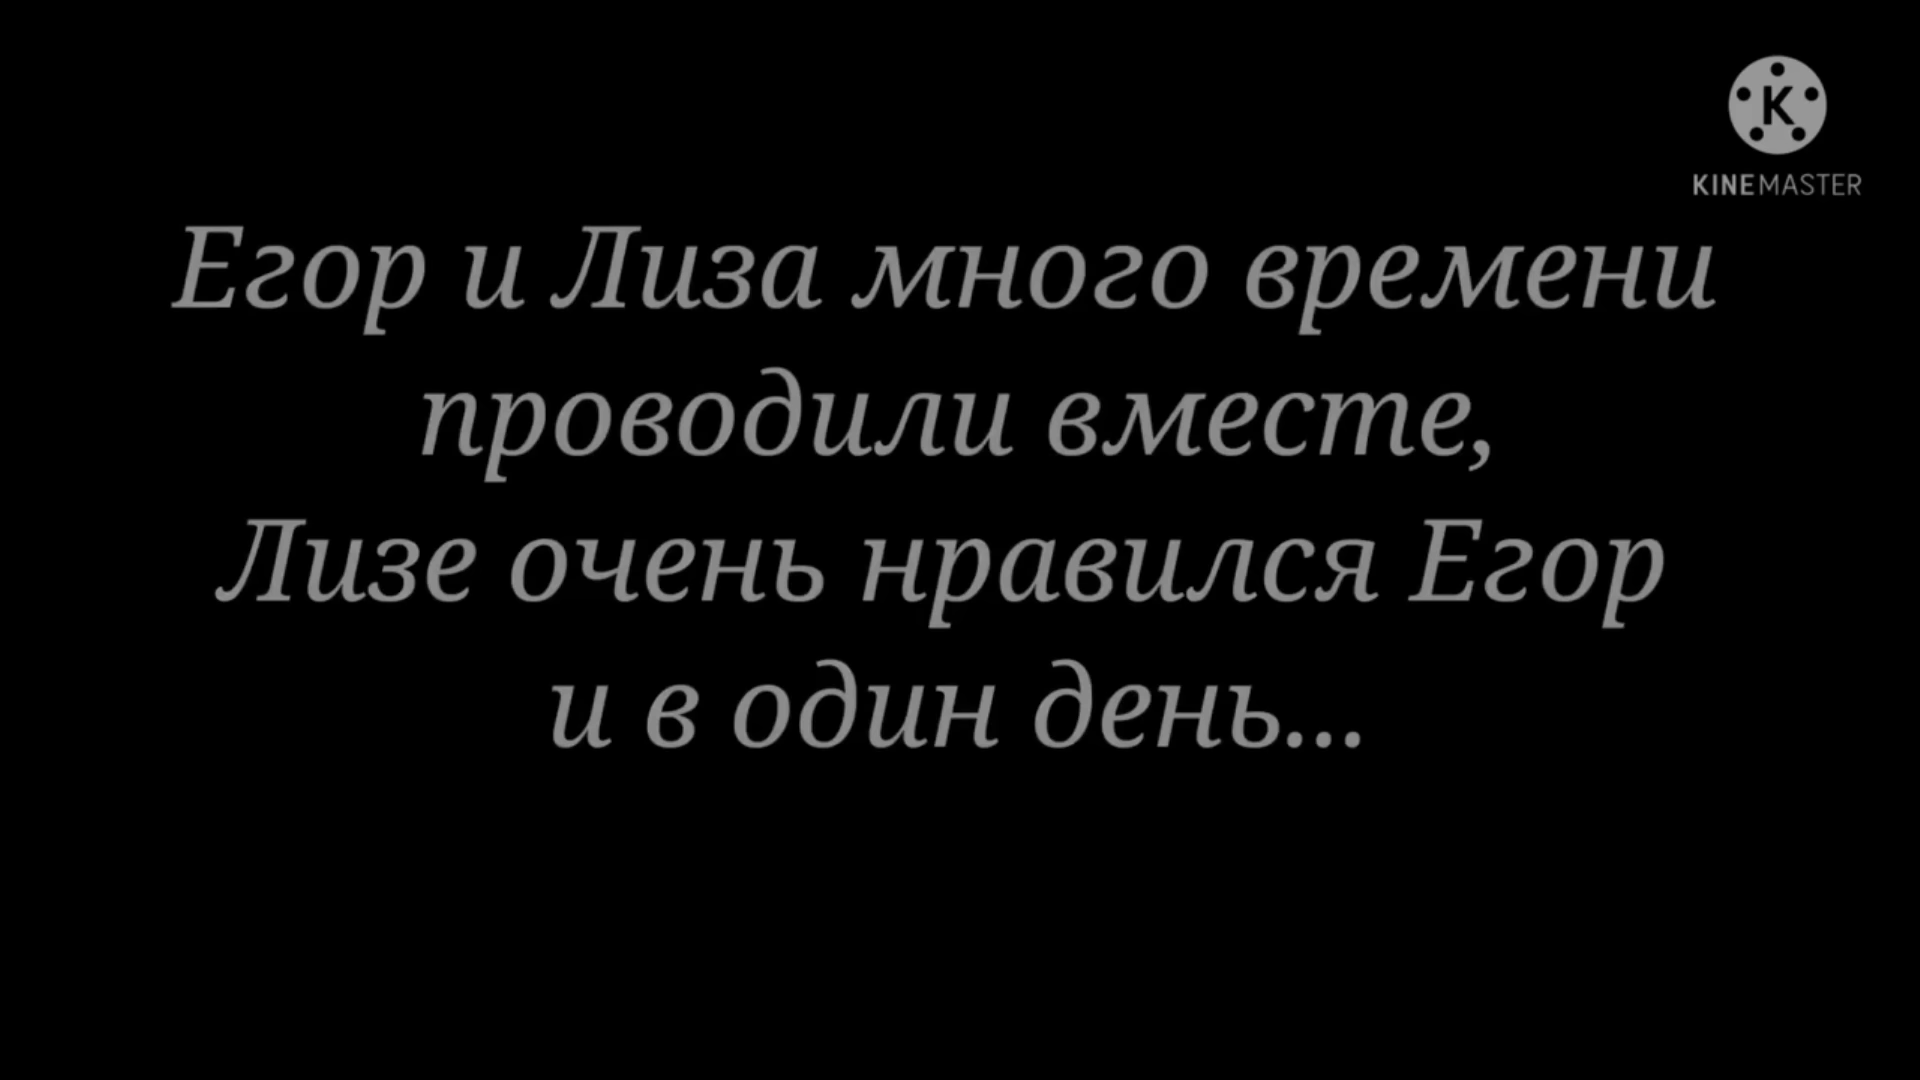 KINEMASTER
Егор и Лиза много времени
проводили вместе,
Лизе очень нравился Егор
и в один день...